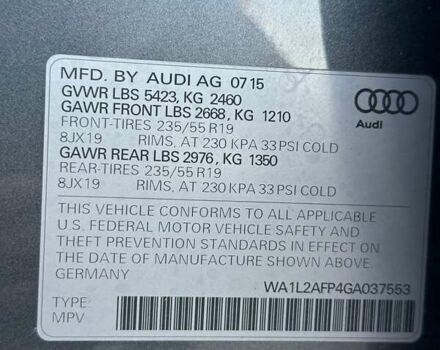 MFD. BY AUDI AG 07 15
GVWR LBS 5423, KG 2460
GAWR FRONT LBS 2668, KG 1210
FRONT-TIRES 235/55 R19
8JX19 RIMS, AT 230 KPA 33 PSI COLD
GAWR REAR LBS 2976, KG 1350
REAR-TIRES 235/55 R19
8JX19 RIMS, AT 230 KPA 33 PSI COLD
Audi
THIS VEHICLE CONFORMS TO ALL APPLICABLE
U.S. FEDERAL MOTOR VEHICLE SAFETY AND
THEFT PREVENTION STANDARDS IN EFFECT ON
THE DATE OF MANUFACTURE SHOWN ABOVE.
GERMANY
WA1L2AFP4GA037553
TYPE:
MPV